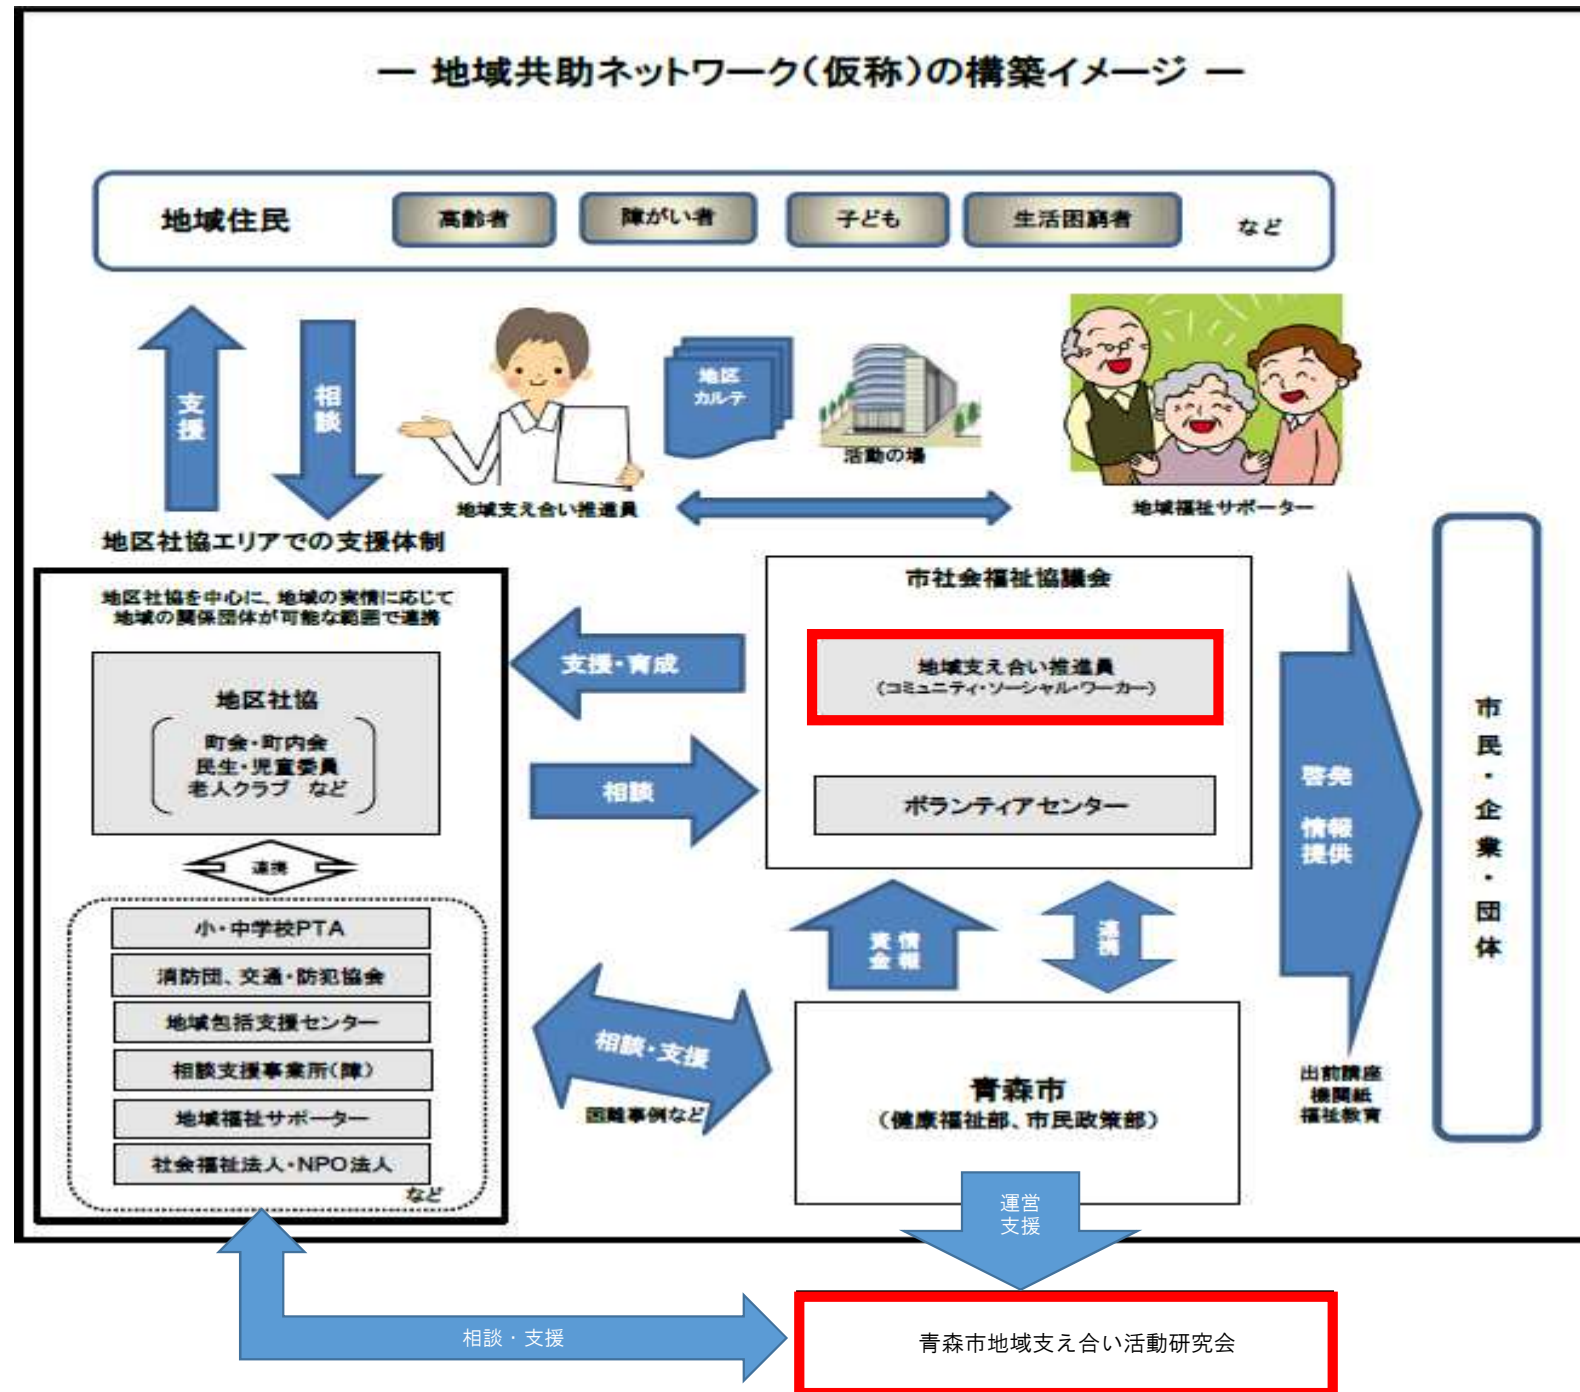 ― 地域共助ネットワーク(仮称)の構築イメージ ―
地域住民
高齢者
障がい者
子ども
生活困窮者
など
支援
相談
地区
カルテ
活動の場
地域支え合い推進員
地域福祉サポーター
地区社協エリアでの支援体制
地区社協を中心に、地域の実情に応じて
地域の関係団体が可能な範囲で連携
地区社協
町会・町内会
民生・児童委員
老人クラブ など
連携
小・中学校PTA
消防団、交通・防犯協会
地域包括支援センター
相談支援事業所(障)
地域福祉サポーター
社会福祉法人・NPO法人
など
支援・育成
相談
市社会福祉協議会
地域支え合い推進員
(コミュニティ・ソーシャル・ワーカー)
ボランティアセンター
資金
情報
連携
相談・支援
困難事例など
青森市
(健康福祉部、市民政策部)
啓発
情報
提供
出前講座
機関紙
福祉教育
市民・企業・団体
運営
支援
相談・支援
青森市地域支え合い活動研究会